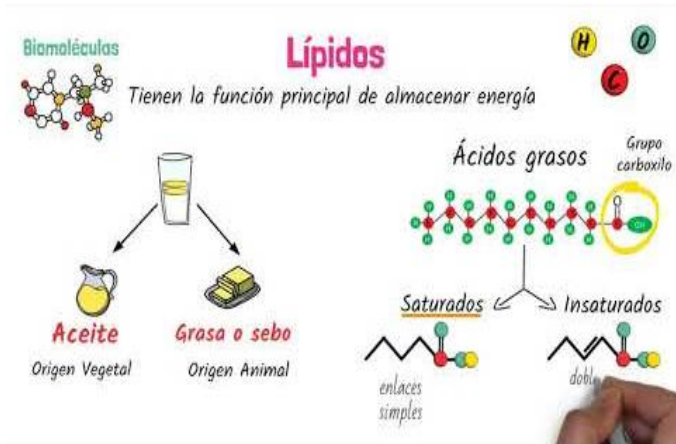 Biomoléculas
Lípidos
H
O
C
Tienen la función principal de almacenar energía
Ácidos grasos
Grupo
carboxilo
Aceite
Origen Vegetal
Grasa o sebo
Origen Animal
Saturados
Insaturados
enlaces
simples
dobl